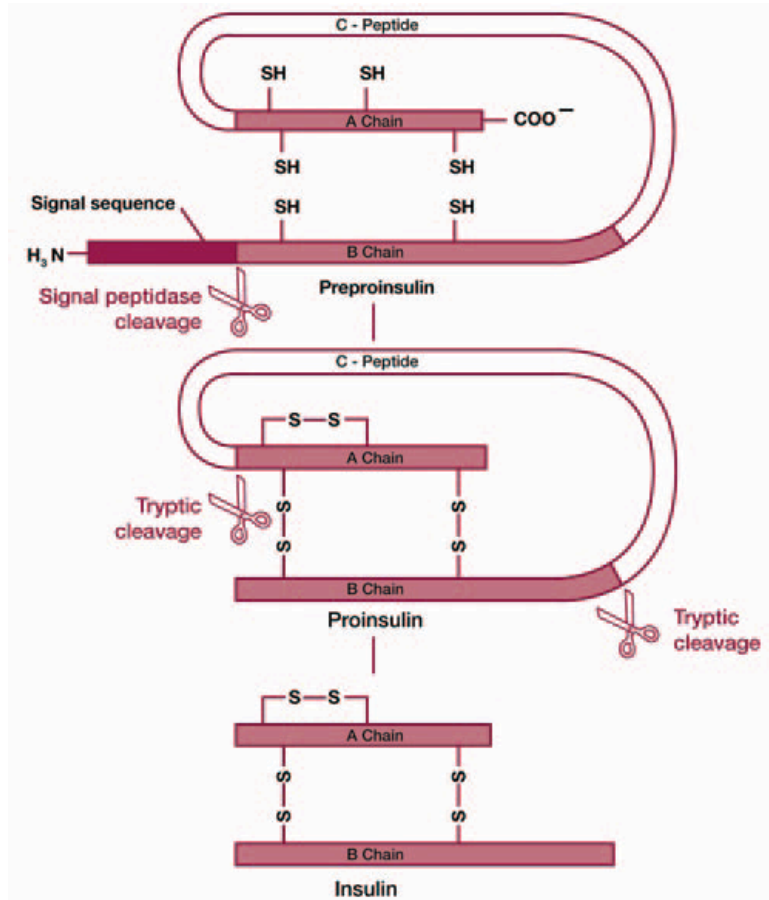 C - Peptide
SH SH
A Chain
COO⁻
SH SH
Signal sequence
SH SH
H₃ N
B Chain
Signal peptidase
cleavage
Preproinsulin
C - Peptide
S S
A Chain
Tryptic
cleavage
S S
S S
B Chain
Proinsulin
Tryptic
cleavage
S S
A Chain
S S
S S
B Chain
Insulin